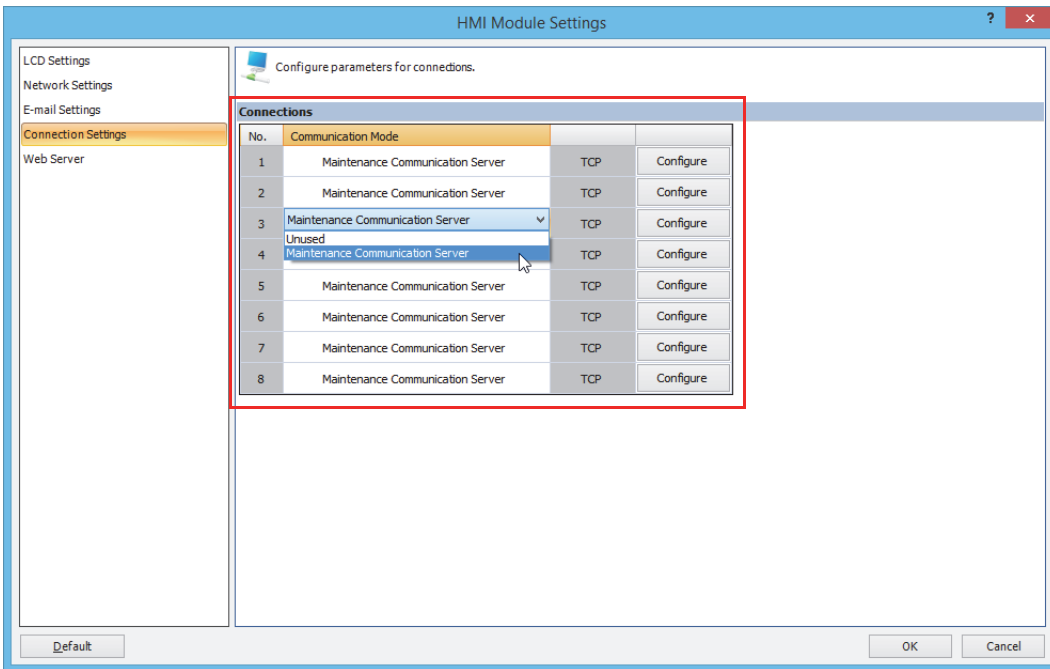 HMI Module Settings
?
LCD Settings
Network Settings
E-mail Settings
Connection Settings
Web Server
Configure parameters for connections.
Connections
No. Communication Mode
1 Maintenance Communication Server TCP Configure
2 Maintenance Communication Server TCP Configure
3 Maintenance Communication Server TCP Configure
Unused
Maintenance Communication Server
4 TCP Configure
5 Maintenance Communication Server TCP Configure
6 Maintenance Communication Server TCP Configure
7 Maintenance Communication Server TCP Configure
8 Maintenance Communication Server TCP Configure
Default OK Cancel